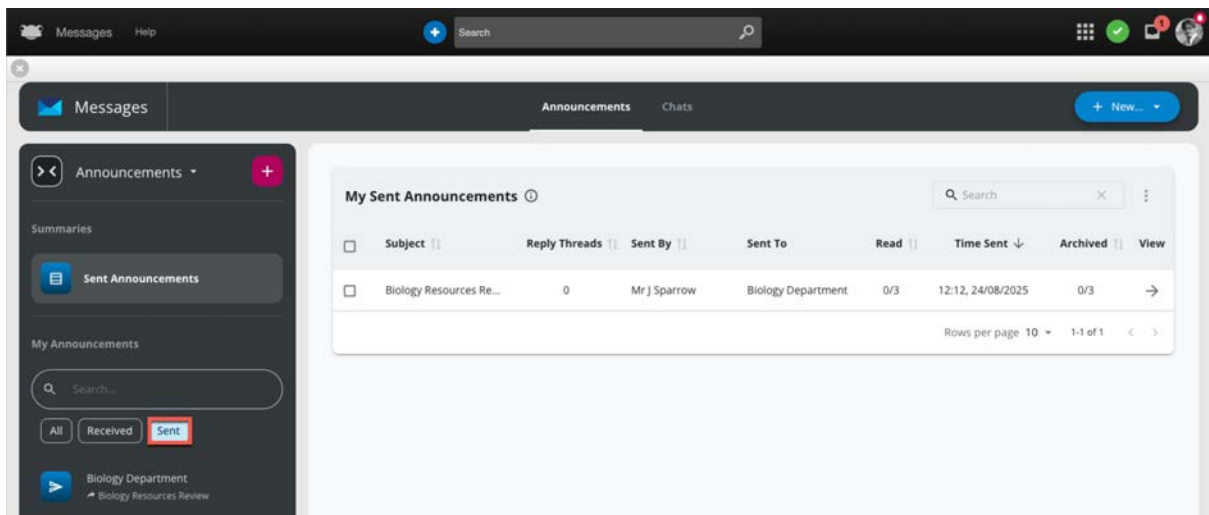 Messages Help Search 1
Messages Announcements Chats + New...
Announcements +
Summaries
Sent Announcements
My Announcements
Search...
All Received Sent
Biology Department
Biology Resources Review
My Sent Announcements Search
Subject Reply Threads Sent By Sent To Read Time Sent Archived View
Biology Resources Re... 0 Mr J Sparrow Biology Department 0/3 12:12, 24/08/2025 0/3
Rows per page 10 1-1 of 1